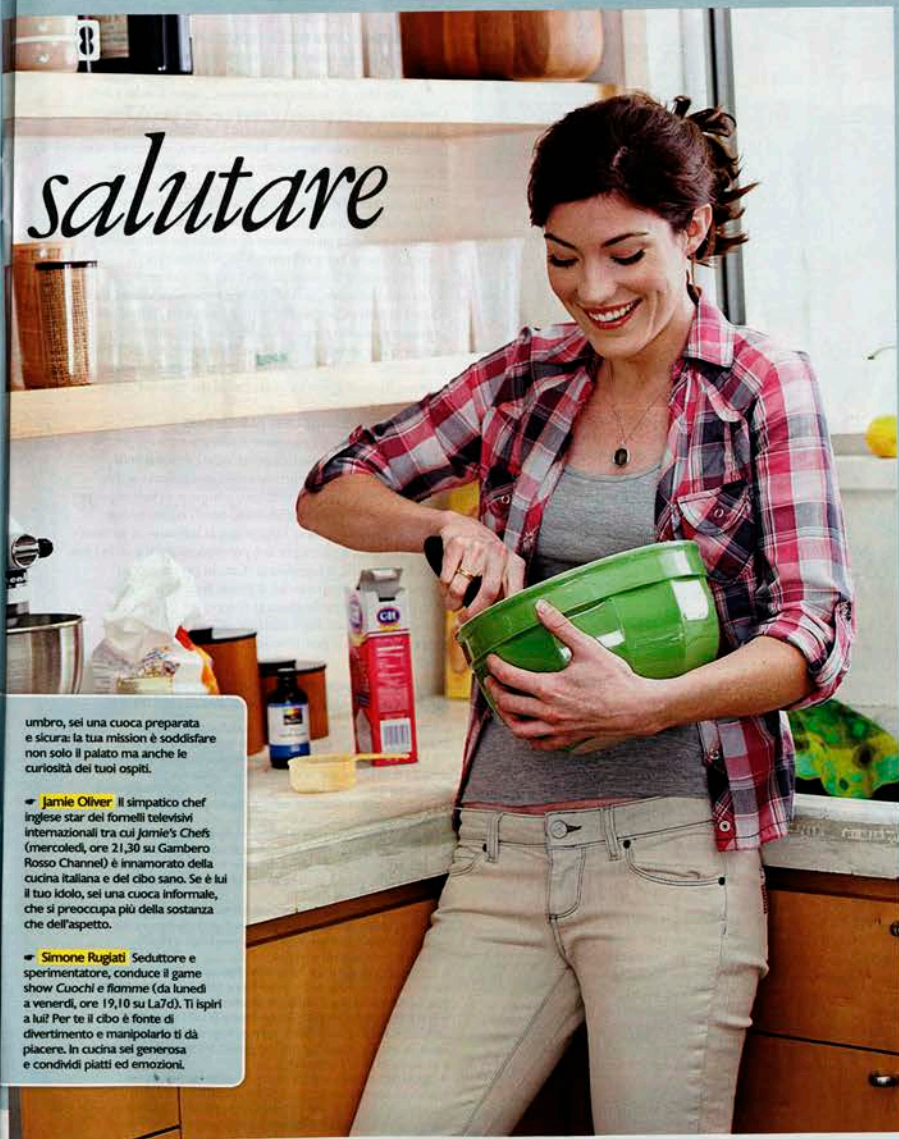 8
salutare
C&H
umbro, sei una cuoca preparata
e sicura: la tua mission è soddisfare
non solo il palato ma anche le
curiosità dei tuoi ospiti.
☛ Jamie Oliver Il simpatico chef
inglese star dei fornelli televisivi
internazionali tra cui Jamie's Chefs
(mercoledì, ore 21,30 su Gambero
Rosso Channel) è innamorato della
cucina italiana e del cibo sano. Se è lui
il tuo idolo, sei una cuoca informale,
che si preoccupa più della sostanza
che dell'aspetto.
☛ Simone Rugiati Seduttore e
sperimentatore, conduce il game
show Cuochi e fiamme (da lunedì
a venerdì, ore 19,10 su La7d). Ti ispiri
a lui? Per te il cibo è fonte di
divertimento e manipolarlo ti dà
piacere. In cucina sei generosa
e condividi piatti ed emozioni.